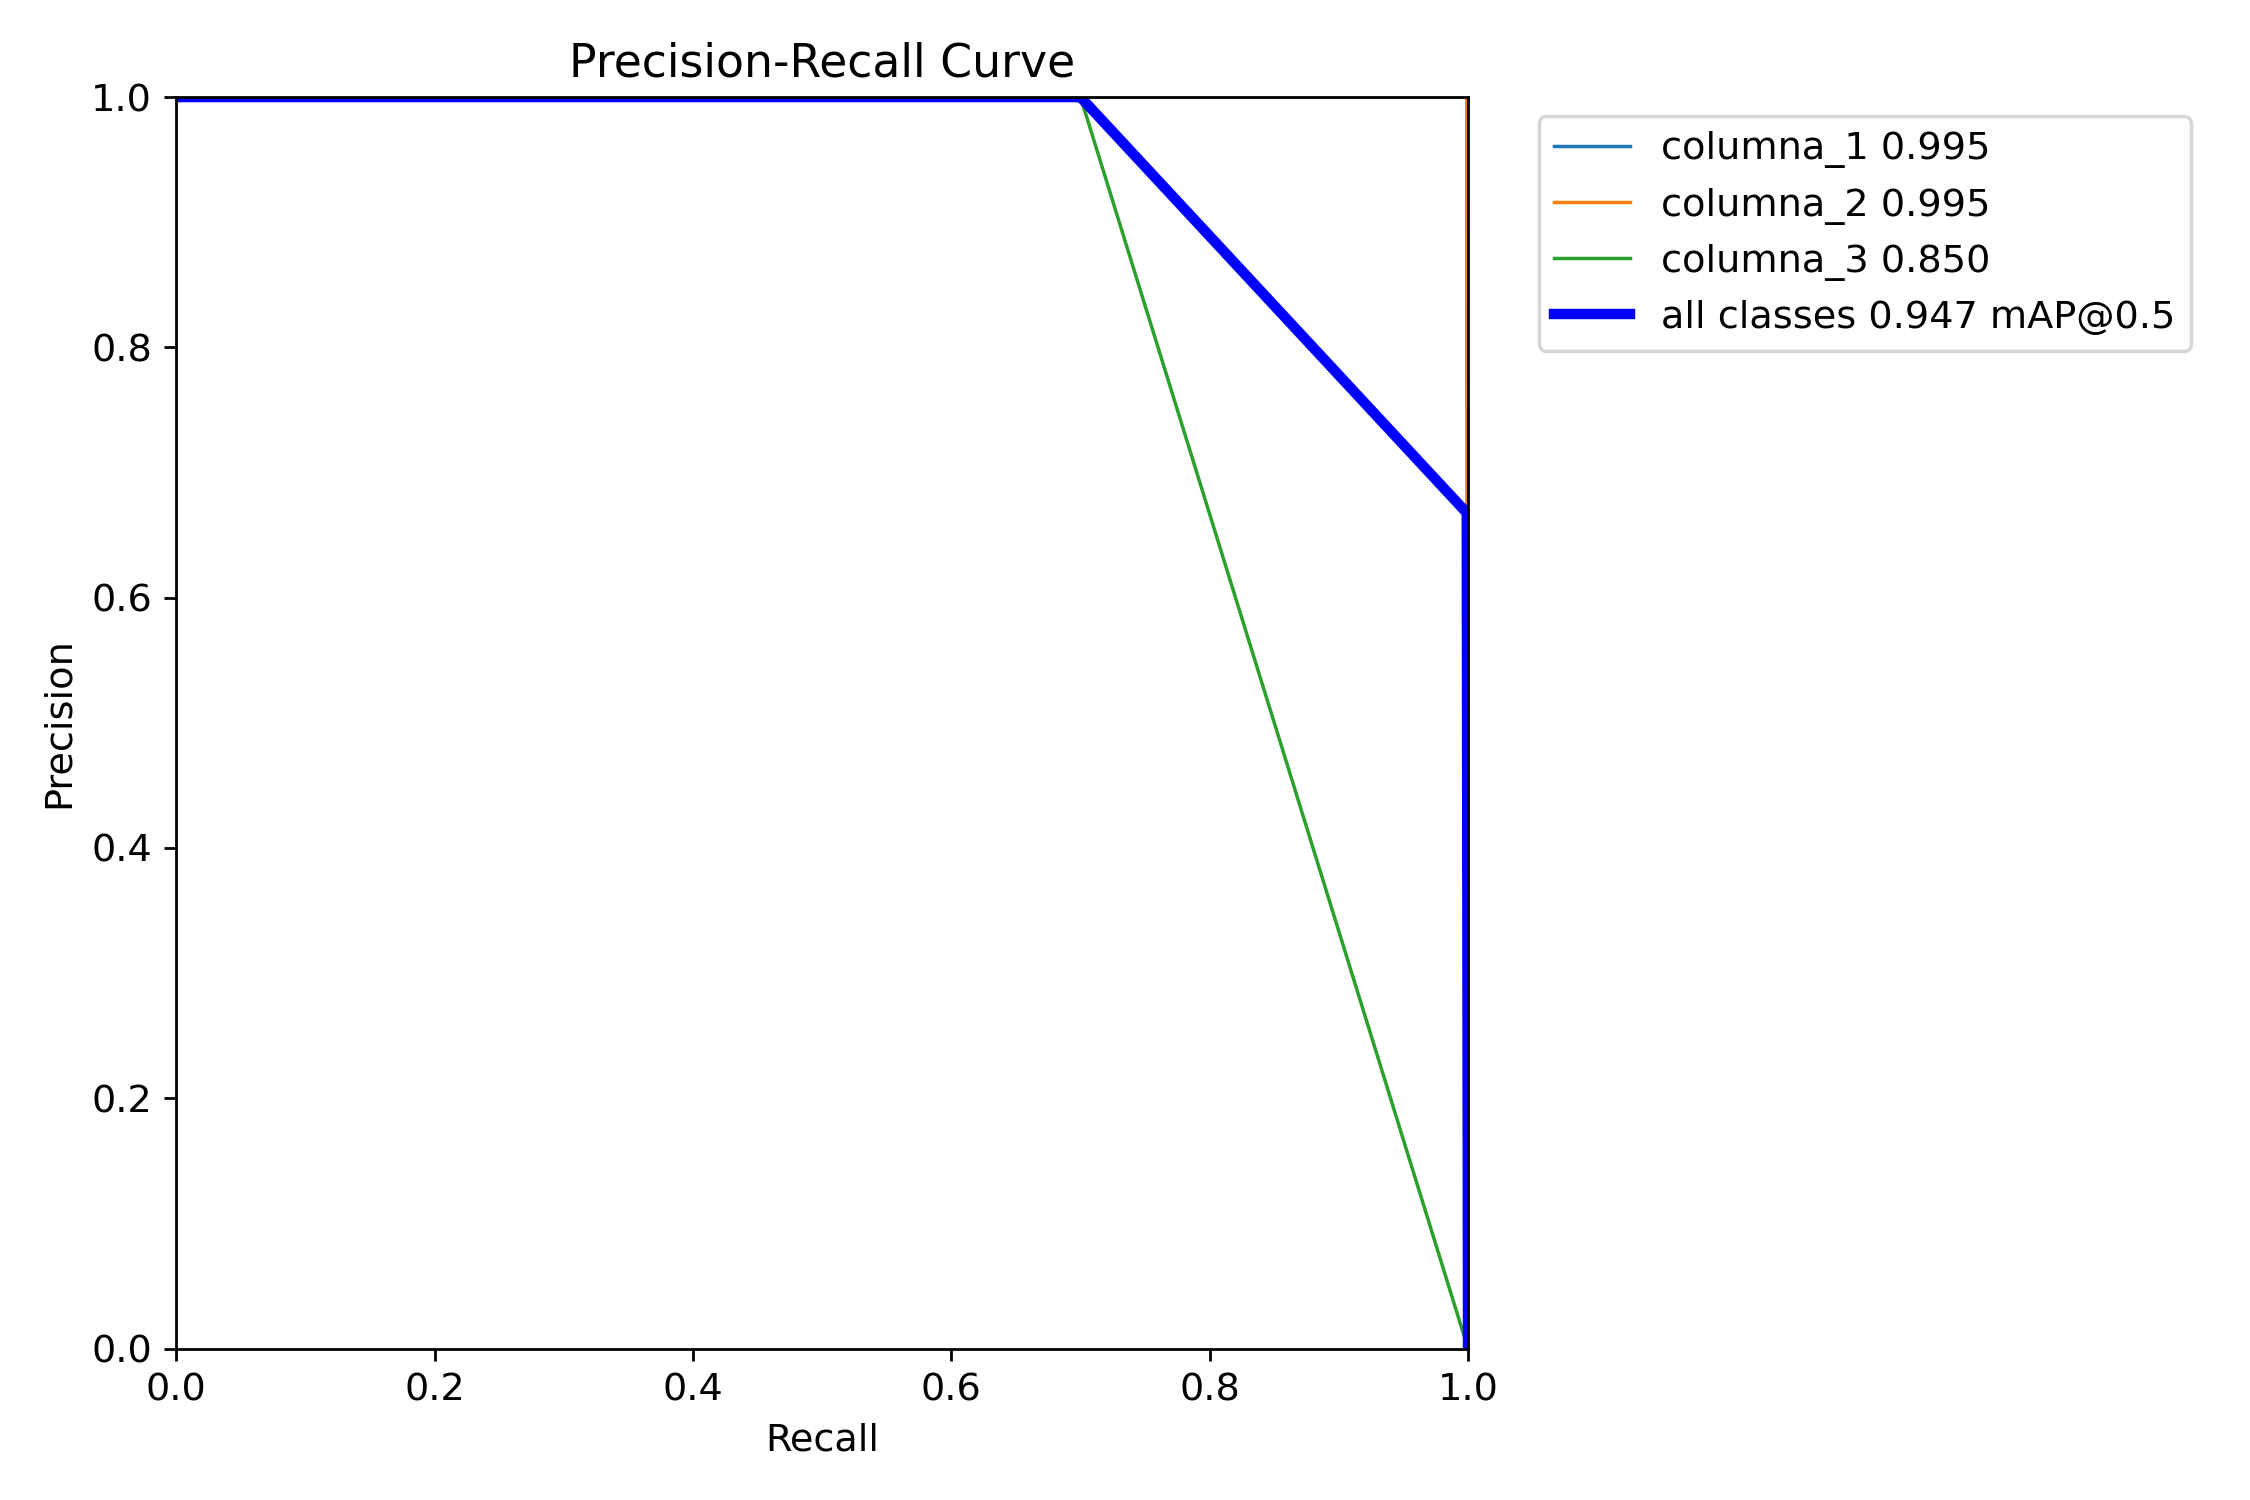 Precision-Recall Curve
1.0
0.8
0.6
0.4
0.2
0.0
Precision
0.0 0.2 0.4 0.6 0.8 1.0
Recall
columna_1 0.995
columna_2 0.995
columna_3 0.850
all classes 0.947 mAP@0.5